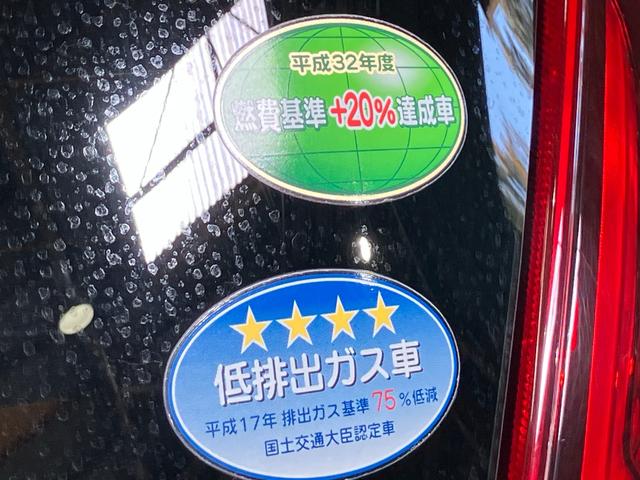 平成32年度
燃費基準+20%達成車
低排出ガス車
平成17年 排出ガス基準75%低減
国土交通大臣認定車